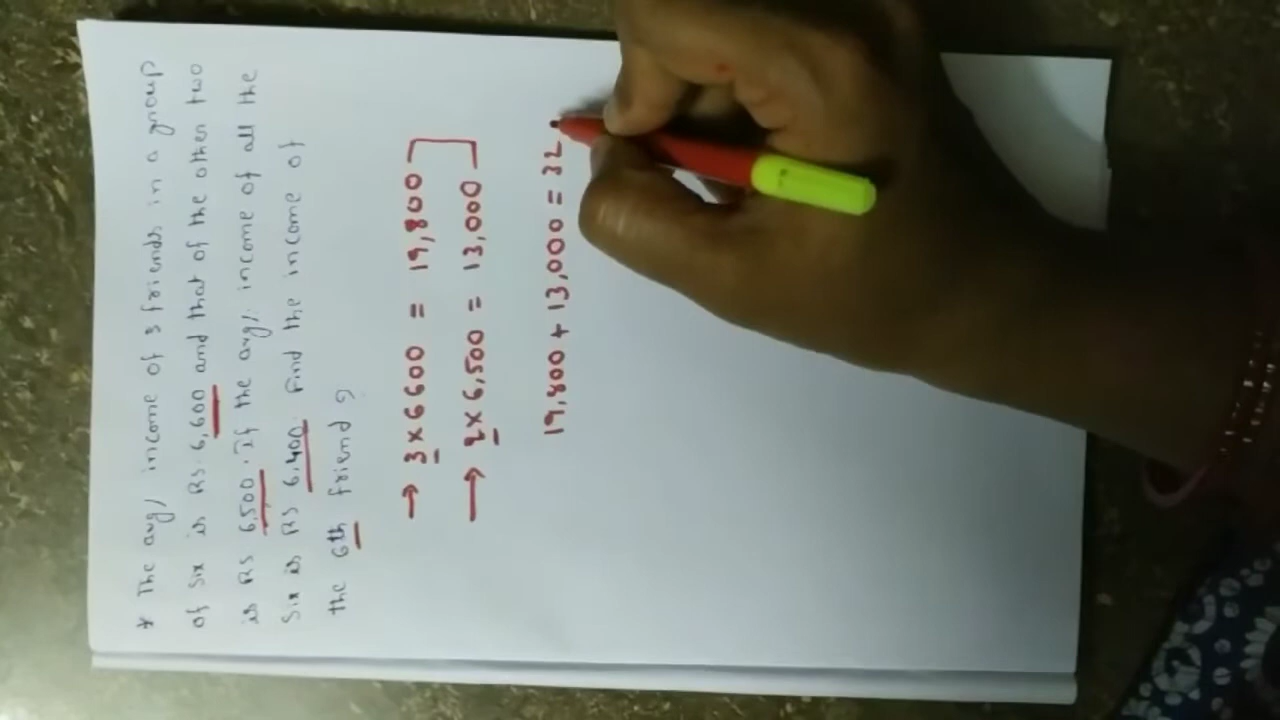 * The avg/ income of 3 friends in a group
of six is Rs. 6,600 and that of the other two
is Rs 6,500. If the avg/. income of all the
Six is Rs 6,400. Find the income of
the 6th friend ?
→ 3 × 6600 = 19,800
→ 2 × 6,500 = 13,000
19,800 + 13,000 = 32